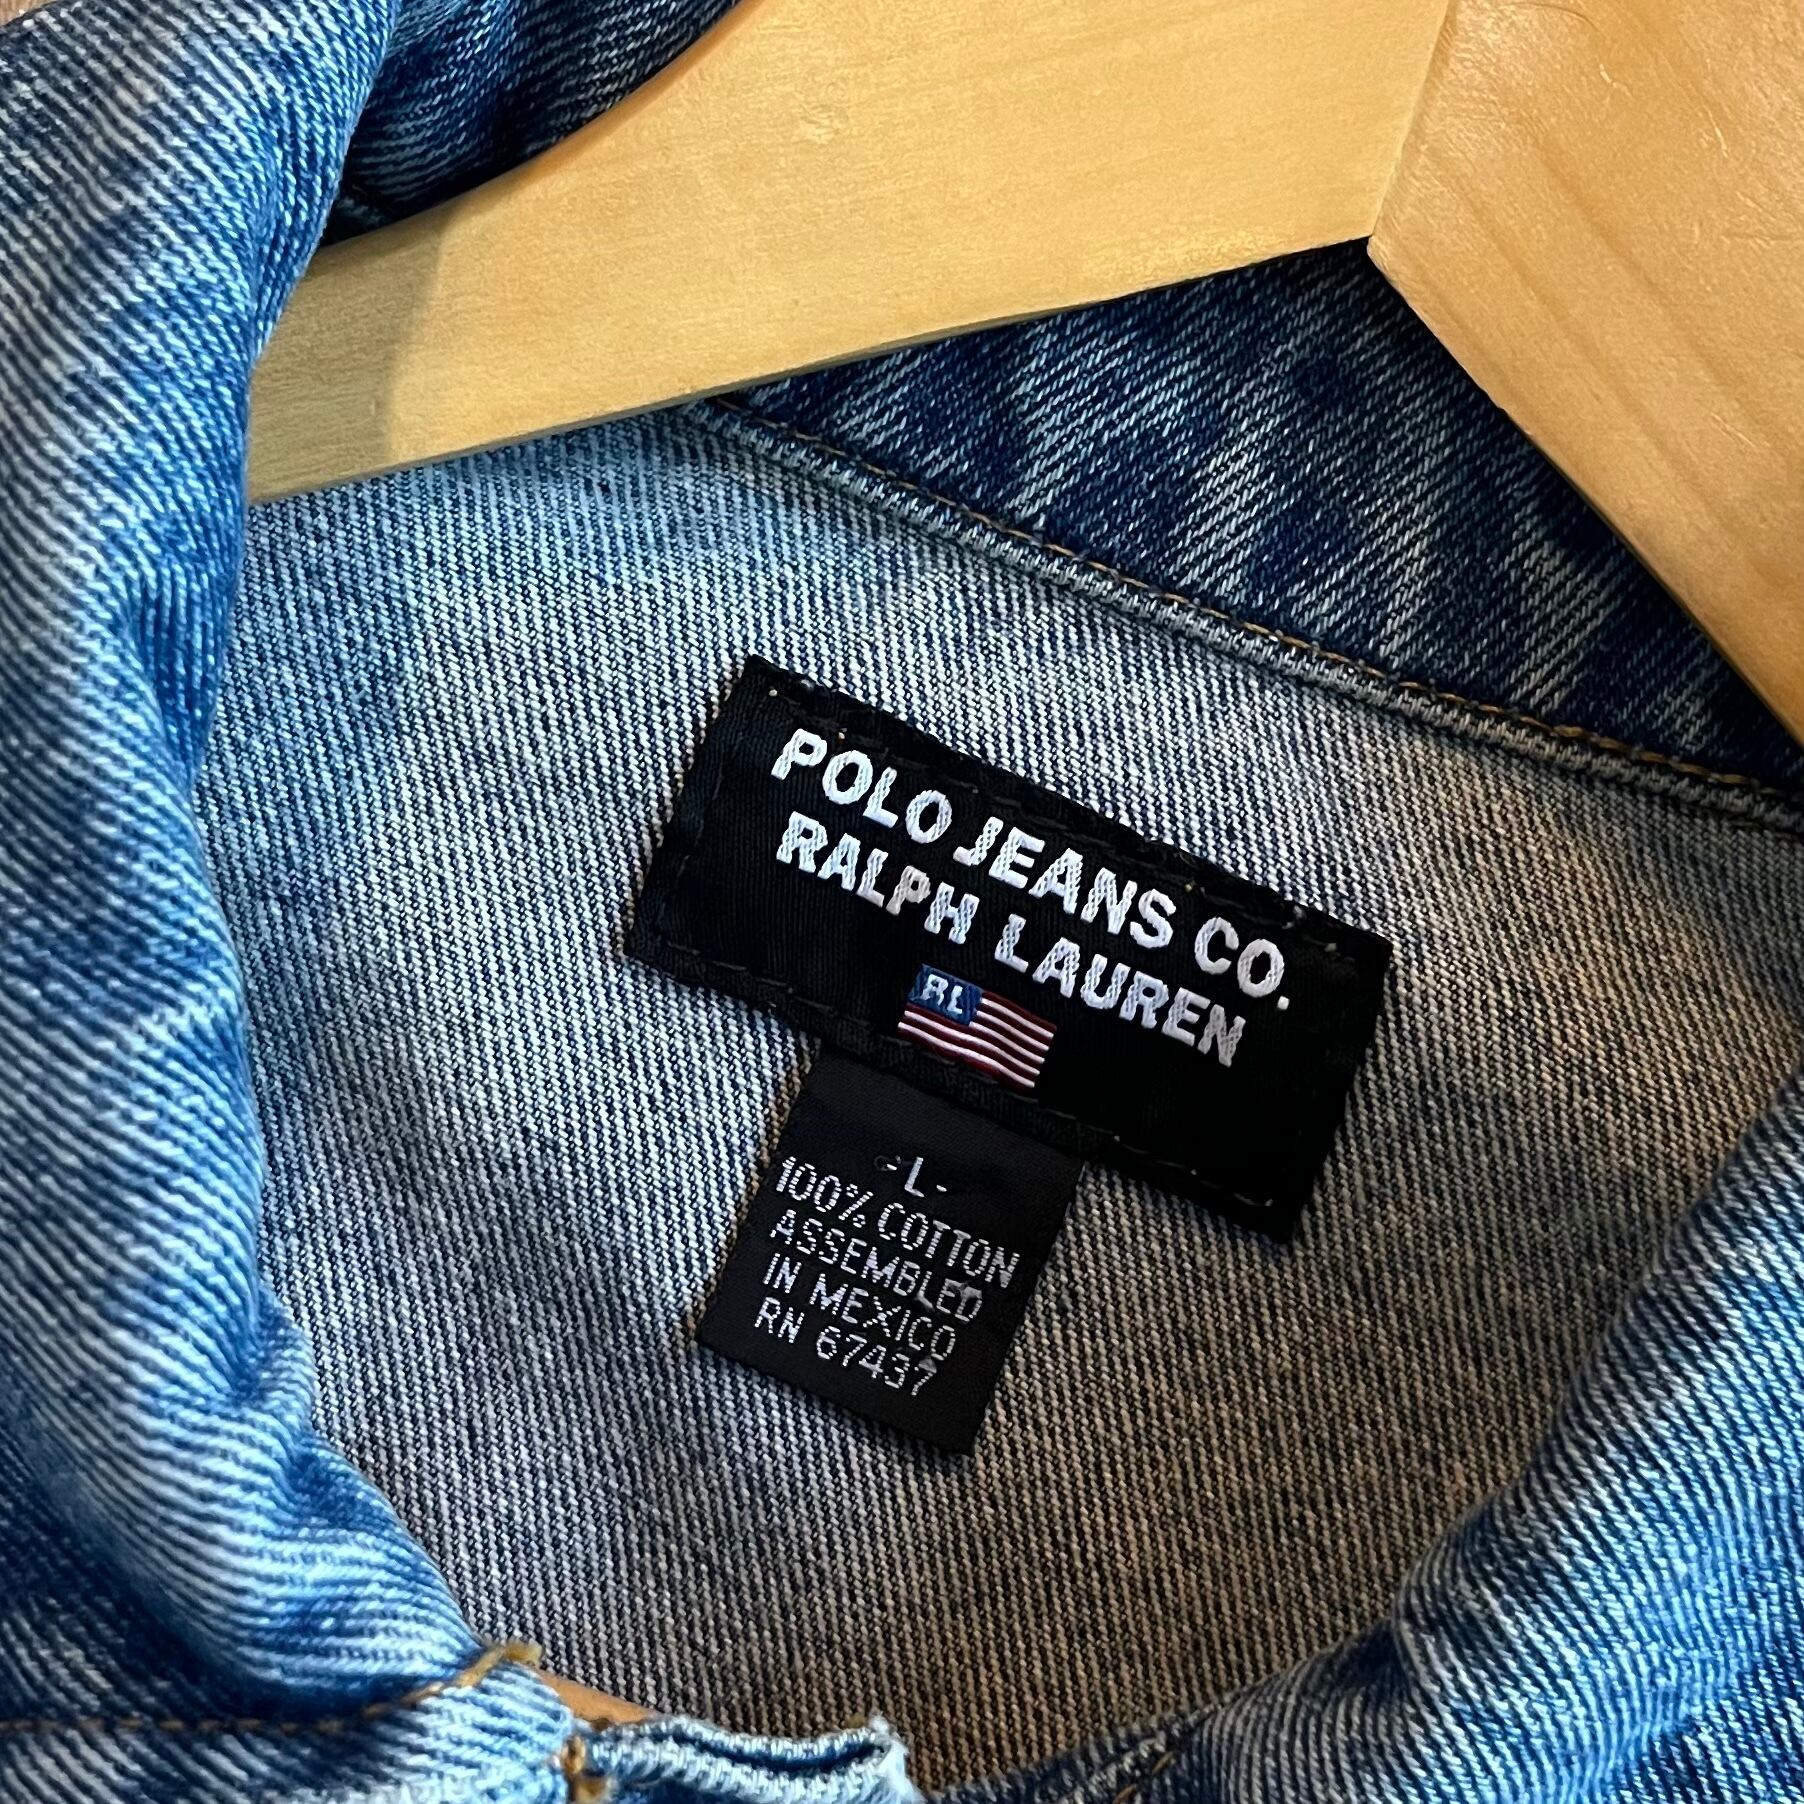 POLO JEANS CO.
RALPH LAUREN
RL
-L-
100% COTTON
ASSEMBLED
IN MEXICO
RN 67437